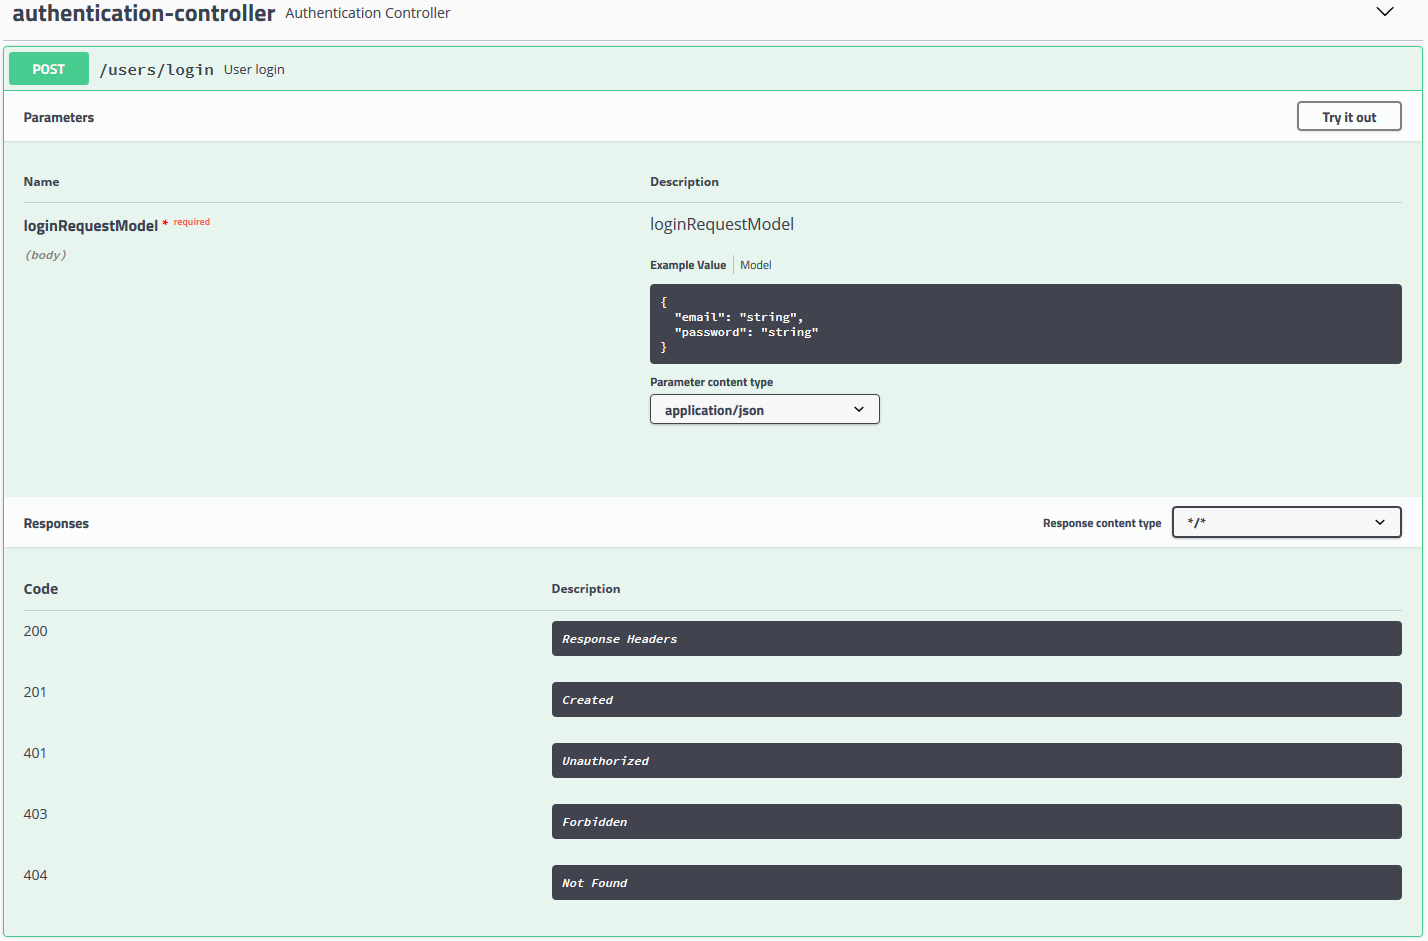 authentication-controller Authentication Controller
POST /users/login User login
Parameters Try it out
Name Description
loginRequestModel * required loginRequestModel
(body)
Example Value Model
{
"email": "string",
"password": "string"
}
Parameter content type
application/json
Responses Response content type */*
Code Description
200 Response Headers
201 Created
401 Unauthorized
403 Forbidden
404 Not Found